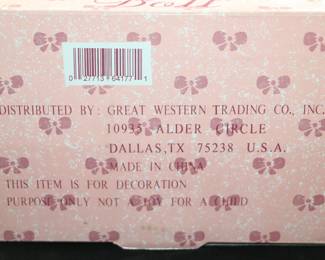 0 27713 64177 1
DISTRIBUTED BY: GREAT WESTERN TRADING CO., INC.
10935 ALDER CIRCLE
DALLAS, TX 75238 U.S.A.
MADE IN CHINA
THIS ITEM IS FOR DECORATION
PURPOSE ONLY NOT A TOY FOR A CHILD